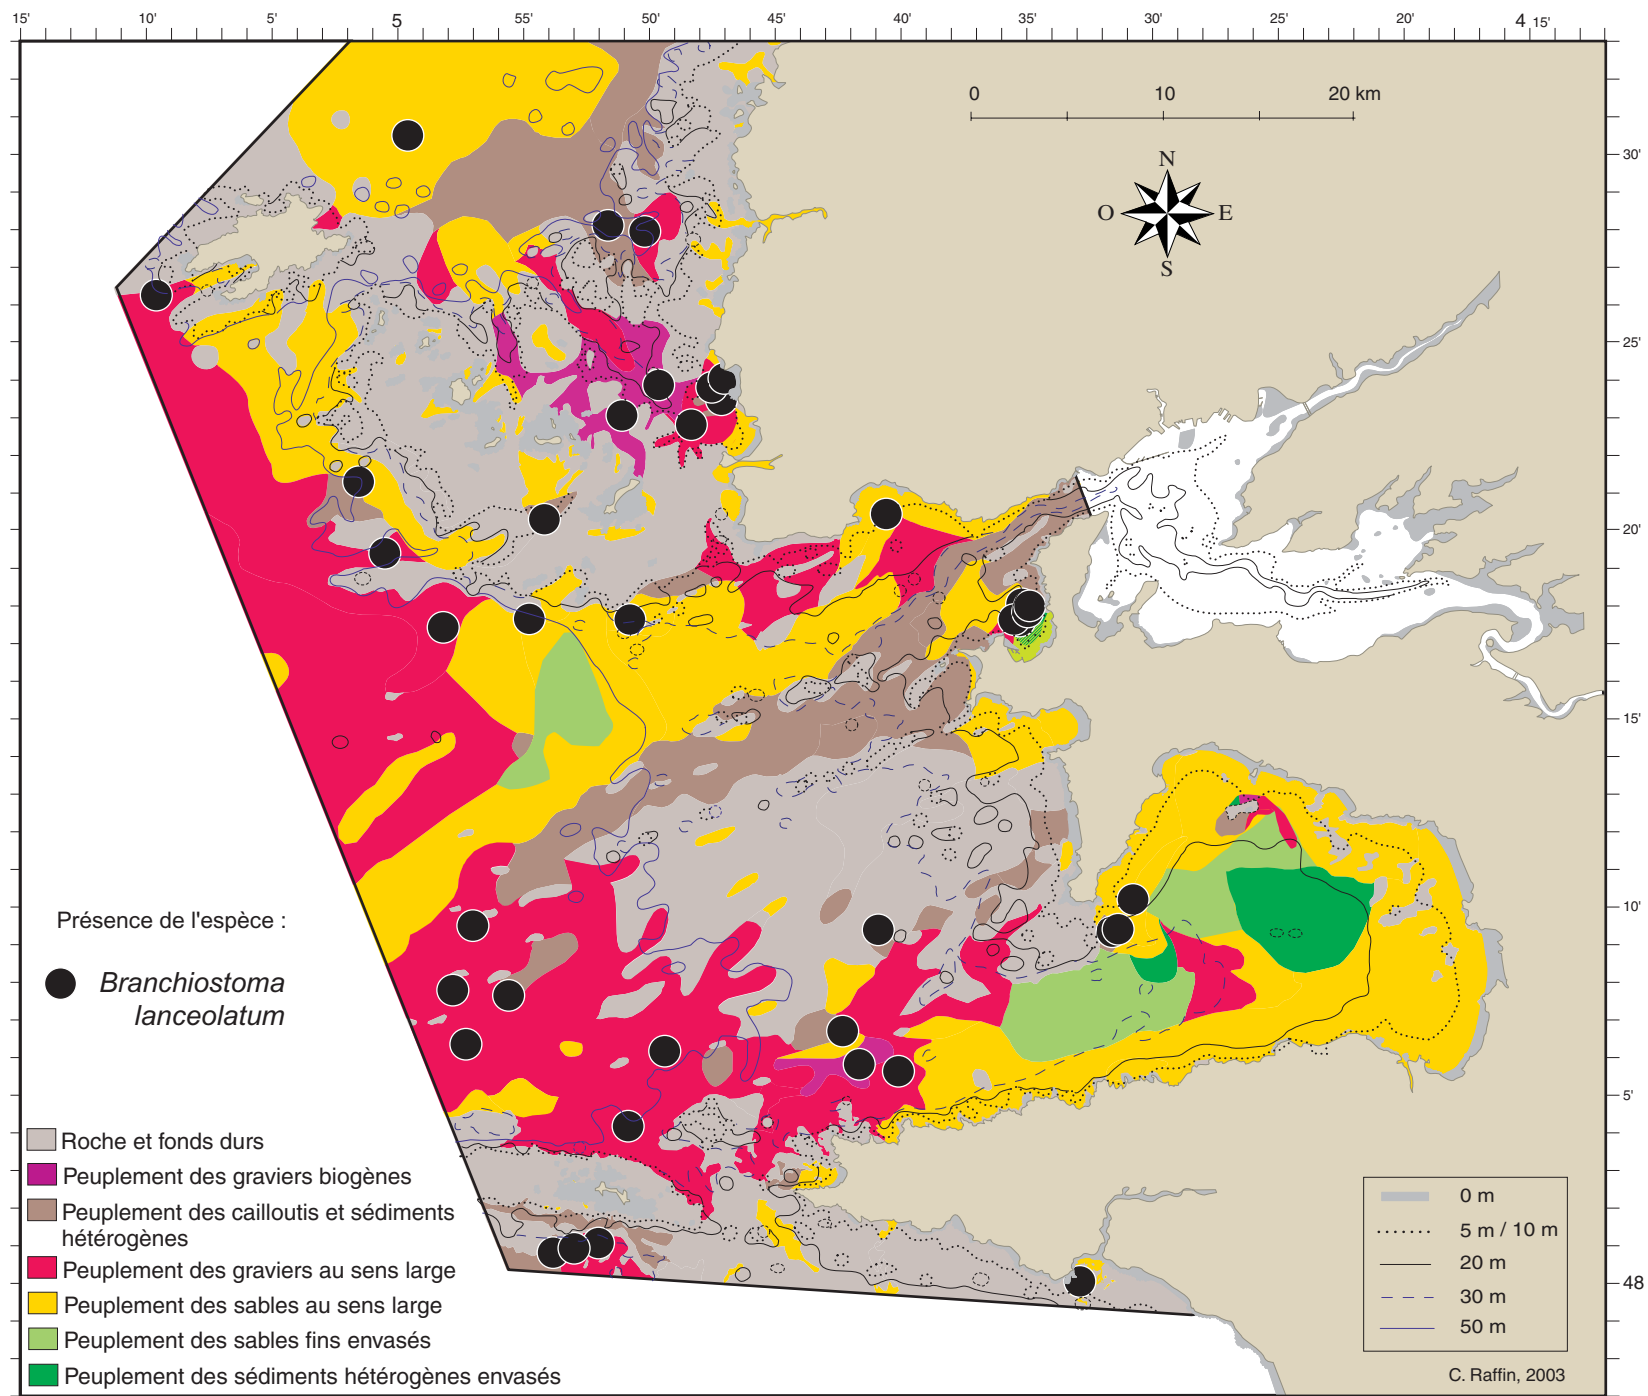 15' 10' 5' 5 55' 50' 45' 40' 35' 30' 25' 20' 4 15'
0 10 20 km
N
O E
S
30'
25'
20'
15'
10'
5'
48
Présence de l'espèce :
Branchiostoma
lanceolatum
Roche et fonds durs
Peuplement des graviers biogènes
Peuplement des cailloutis et sédiments
hétérogènes
Peuplement des graviers au sens large
Peuplement des sables au sens large
Peuplement des sables fins envasés
Peuplement des sédiments hétérogènes envasés
0 m
5 m / 10 m
20 m
30 m
50 m
C. Raffin, 2003